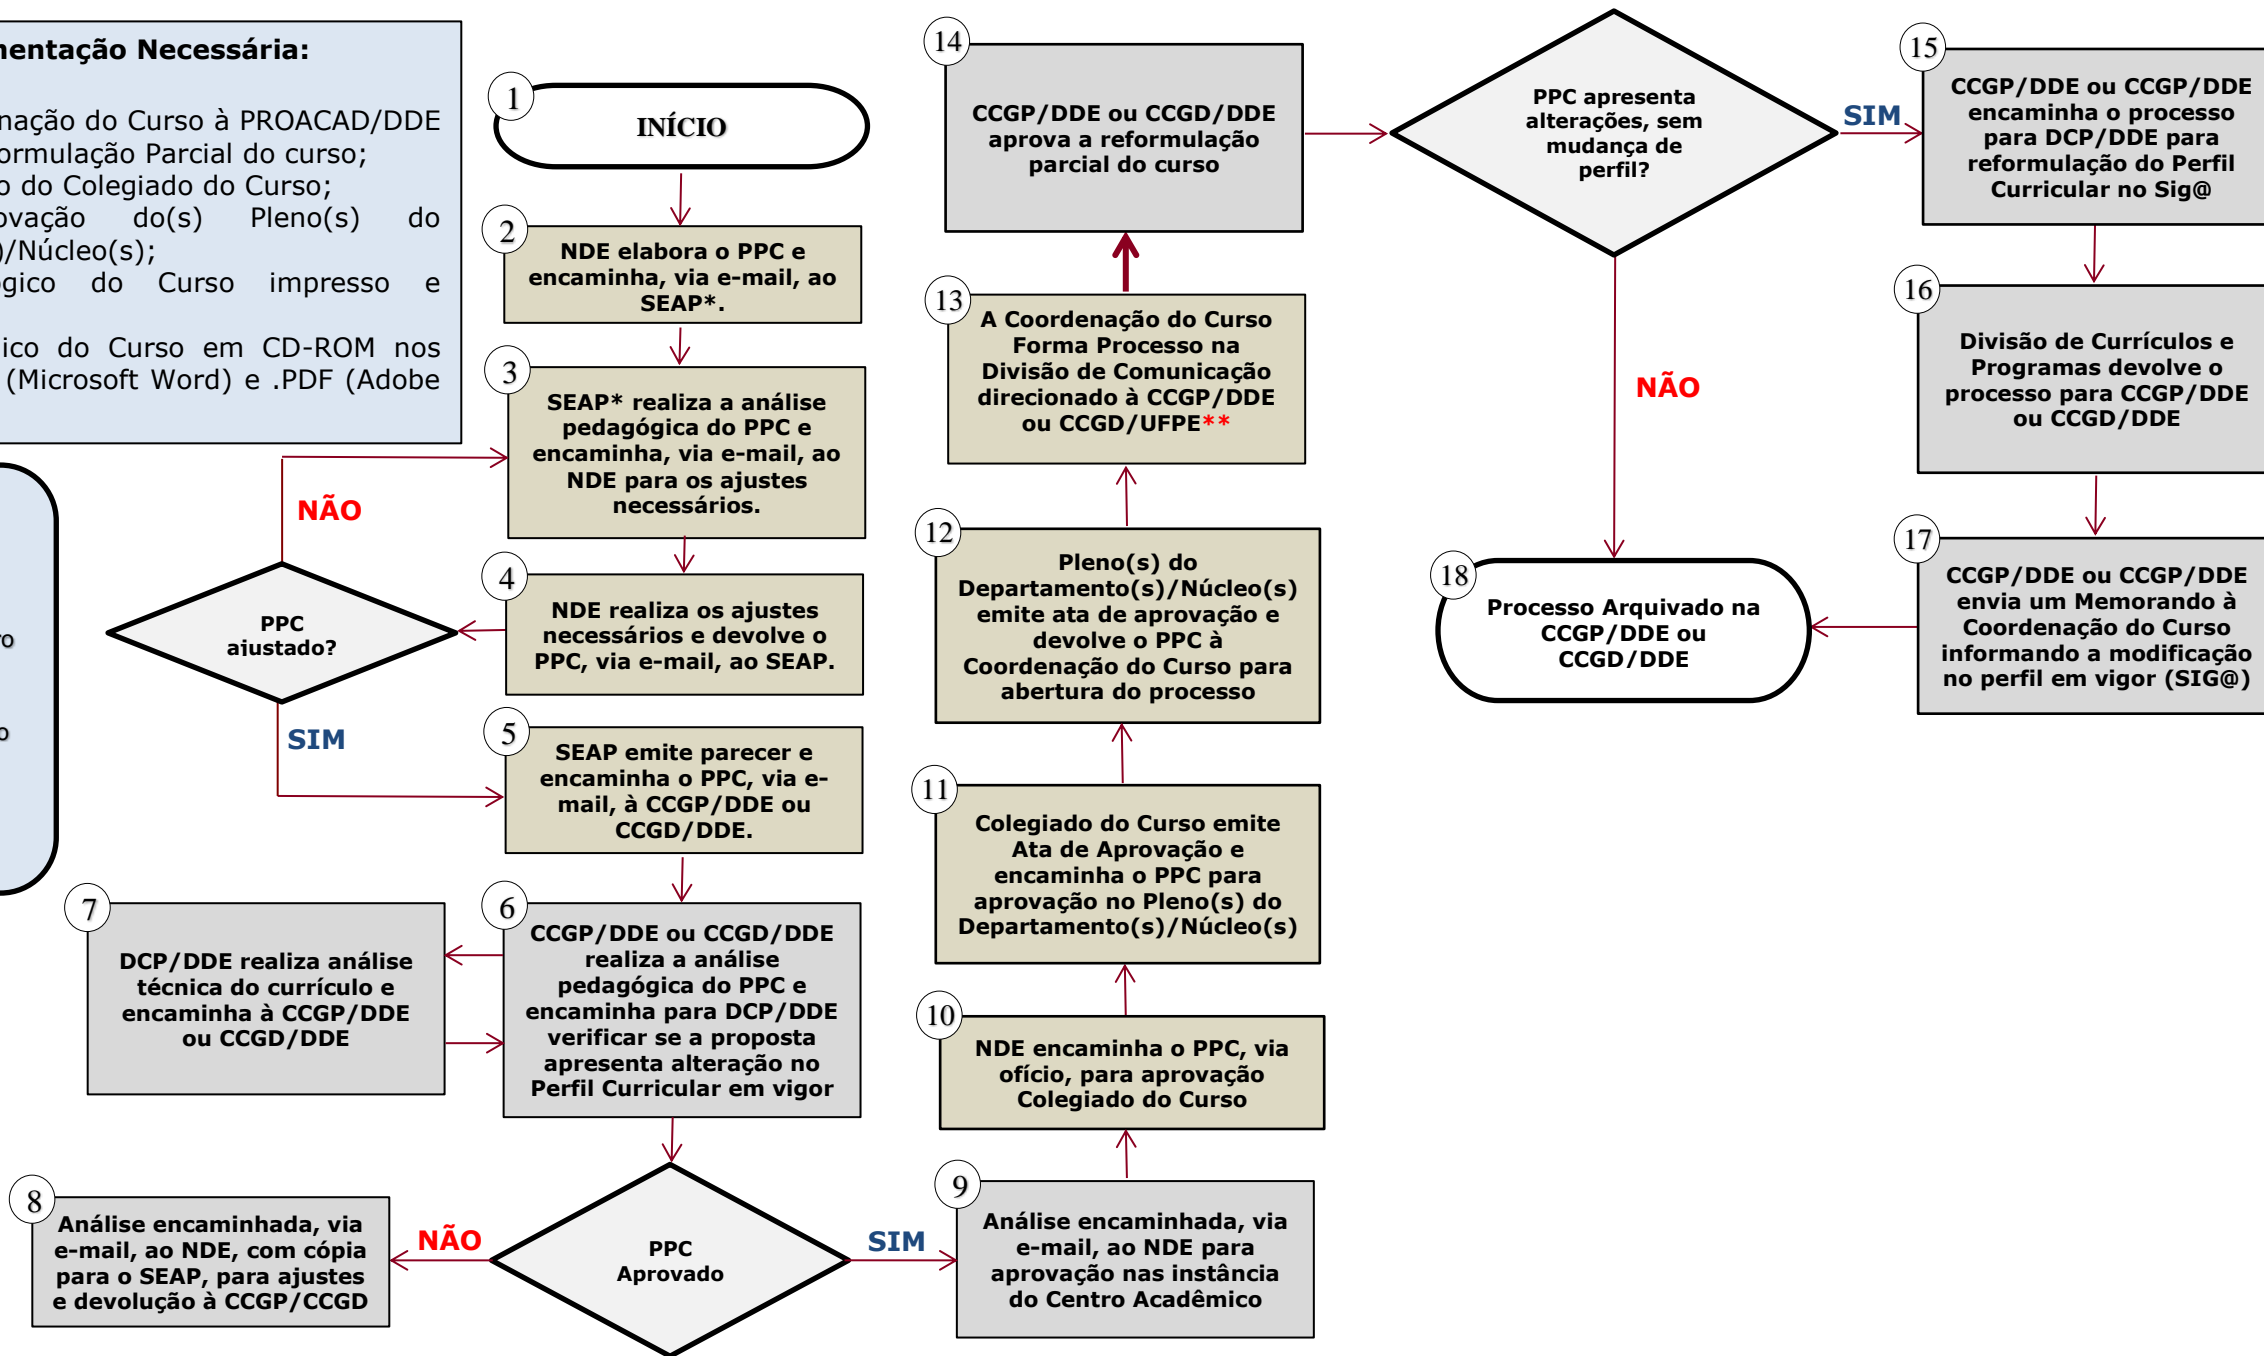 mentação Necessária:
nação do Curso à PROACAD/DDE
formulação Parcial do curso;
o do Colegiado do Curso;
ovação do(s) Pleno(s) do
)/Núcleo(s);
ógico do Curso impresso e
ico do Curso em CD-ROM nos
(Microsoft Word) e .PDF (Adobe
ro
o
1
INÍCIO
2
NDE elabora o PPC e
encaminha, via e-mail, ao
SEAP*.
3
SEAP* realiza a análise
pedagógica do PPC e
encaminha, via e-mail, ao
NDE para os ajustes
necessários.
NÃO
4
NDE realiza os ajustes
necessários e devolve o
PPC, via e-mail, ao SEAP.
PPC
ajustado?
SIM
5
SEAP emite parecer e
encaminha o PPC, via e-
mail, à CCGP/DDE ou
CCGD/DDE.
6
CCGP/DDE ou CCGD/DDE
realiza a análise
pedagógica do PPC e
encaminha para DCP/DDE
verificar se a proposta
apresenta alteração no
Perfil Curricular em vigor
7
DCP/DDE realiza análise
técnica do currículo e
encaminha à CCGP/DDE
ou CCGD/DDE
PPC
Aprovado
NÃO
8
Análise encaminhada, via
e-mail, ao NDE, com cópia
para o SEAP, para ajustes
e devolução à CCGP/CCGD
SIM
9
Análise encaminhada, via
e-mail, ao NDE para
aprovação nas instância
do Centro Acadêmico
10
NDE encaminha o PPC, via
ofício, para aprovação
Colegiado do Curso
11
Colegiado do Curso emite
Ata de Aprovação e
encaminha o PPC para
aprovação no Pleno(s) do
Departamento(s)/Núcleo(s)
12
Pleno(s) do
Departamento(s)/Núcleo(s)
emite ata de aprovação e
devolve o PPC à
Coordenação do Curso para
abertura do processo
13
A Coordenação do Curso
Forma Processo na
Divisão de Comunicação
direcionado à CCGP/DDE
ou CCGD/UFPE**
14
CCGP/DDE ou CCGD/DDE
aprova a reformulação
parcial do curso
PPC apresenta
alterações, sem
mudança de
perfil?
SIM
NÃO
15
CCGP/DDE ou CCGP/DDE
encaminha o processo
para DCP/DDE para
reformulação do Perfil
Curricular no Sig@
16
Divisão de Currículos e
Programas devolve o
processo para CCGP/DDE
ou CCGD/DDE
17
CCGP/DDE ou CCGP/DDE
envia um Memorando à
Coordenação do Curso
informando a modificação
no perfil em vigor (SIG@)
18
Processo Arquivado na
CCGP/DDE ou
CCGD/DDE